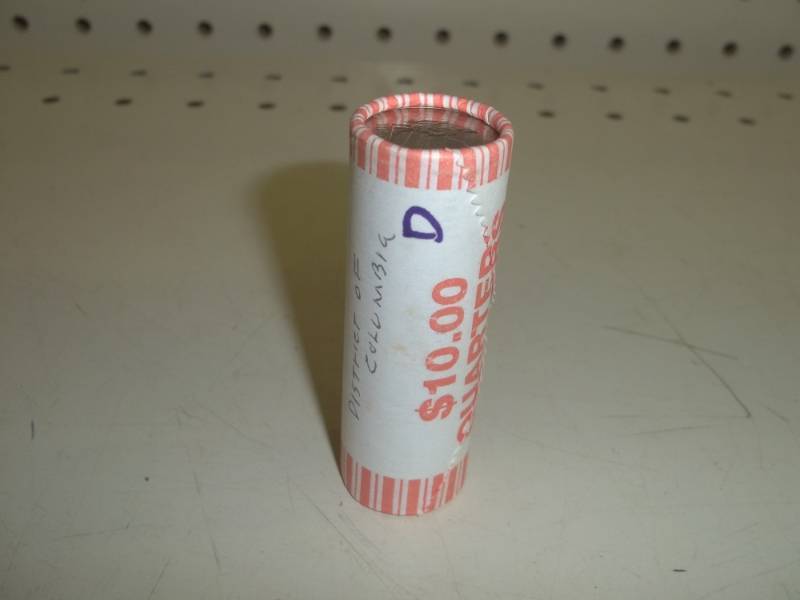 D
DISTRICT OF
COLUMBIA
$10.00
QUARTERS